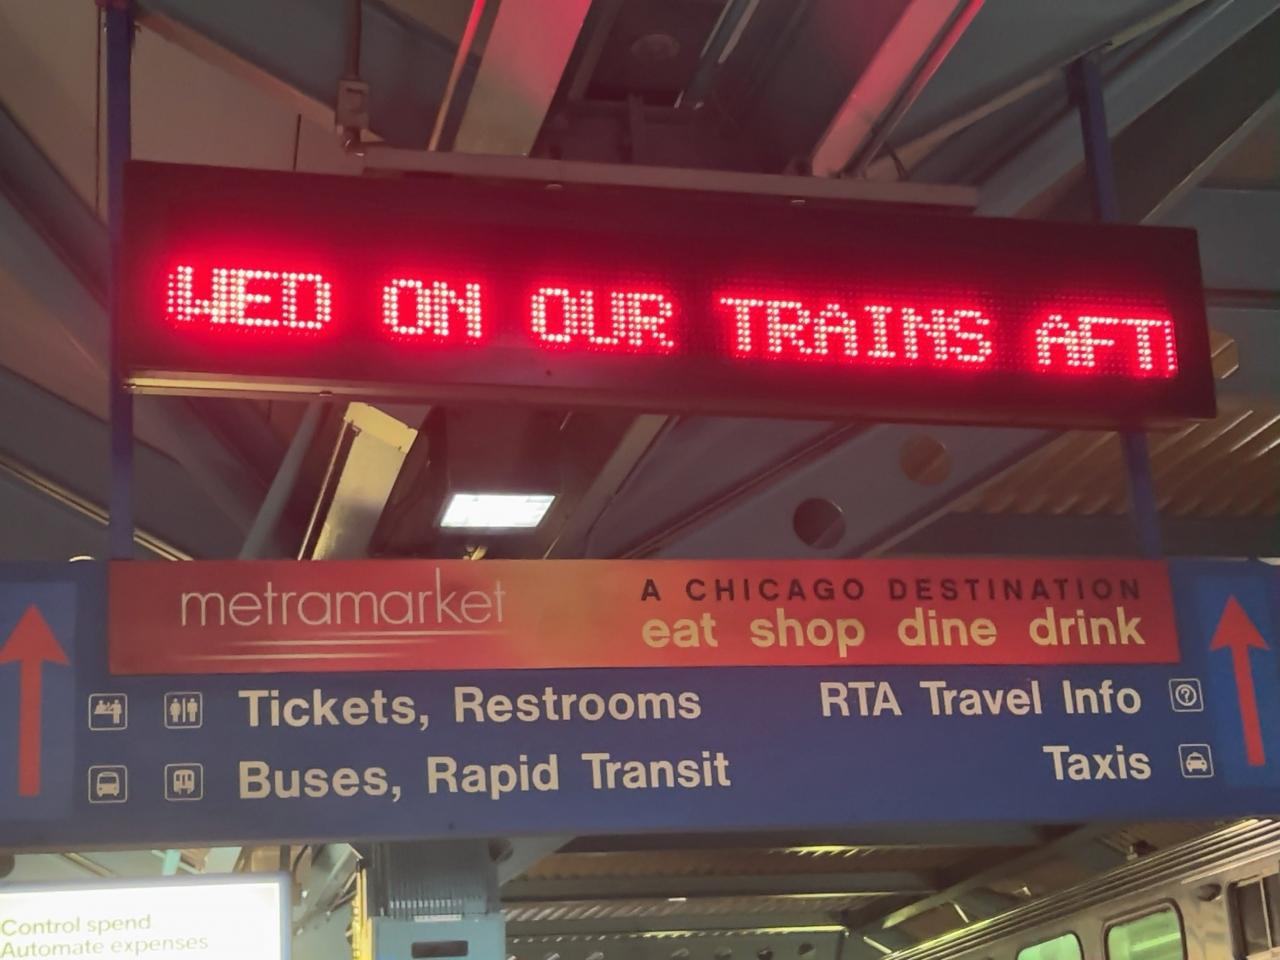 WED ON OUR TRAINS AFT
metramarket
A CHICAGO DESTINATION
eat shop dine drink
Tickets, Restrooms
RTA Travel Info
Buses, Rapid Transit
Taxis
Control spend
Automate expenses